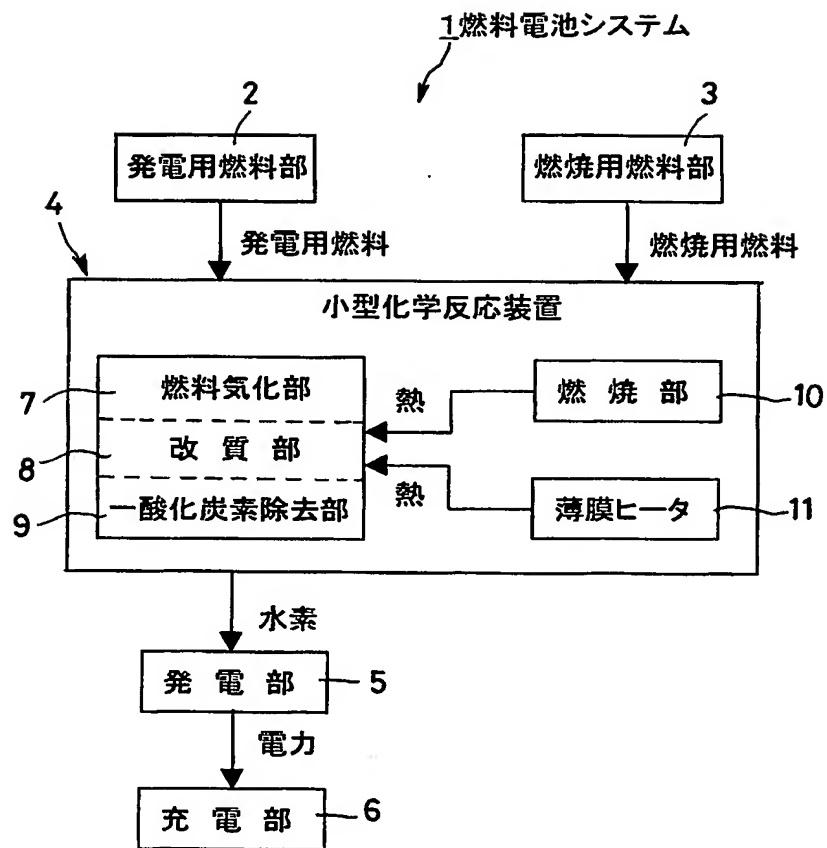 1燃料電池システム
2
3
発電用燃料部
燃焼用燃料部
4
発電用燃料
燃焼用燃料
小型化学反応装置
7
燃料気化部
熱
燃焼部
10
8
改質部
9
一酸化炭素除去部
熱
薄膜ヒータ
11
水素
発電部
5
電力
充電部
6